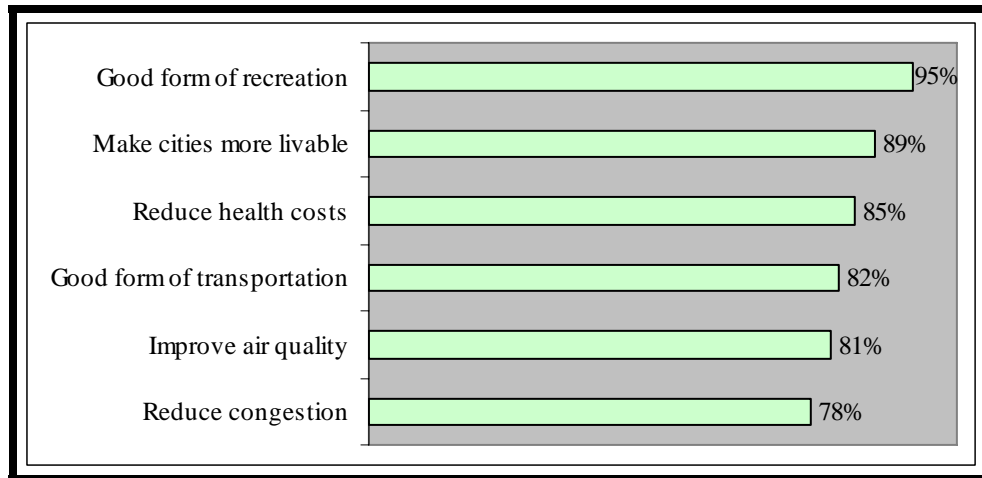 Good form of recreation 95%
Make cities more livable 89%
Reduce health costs 85%
Good form of transportation 82%
Improve air quality 81%
Reduce congestion 78%